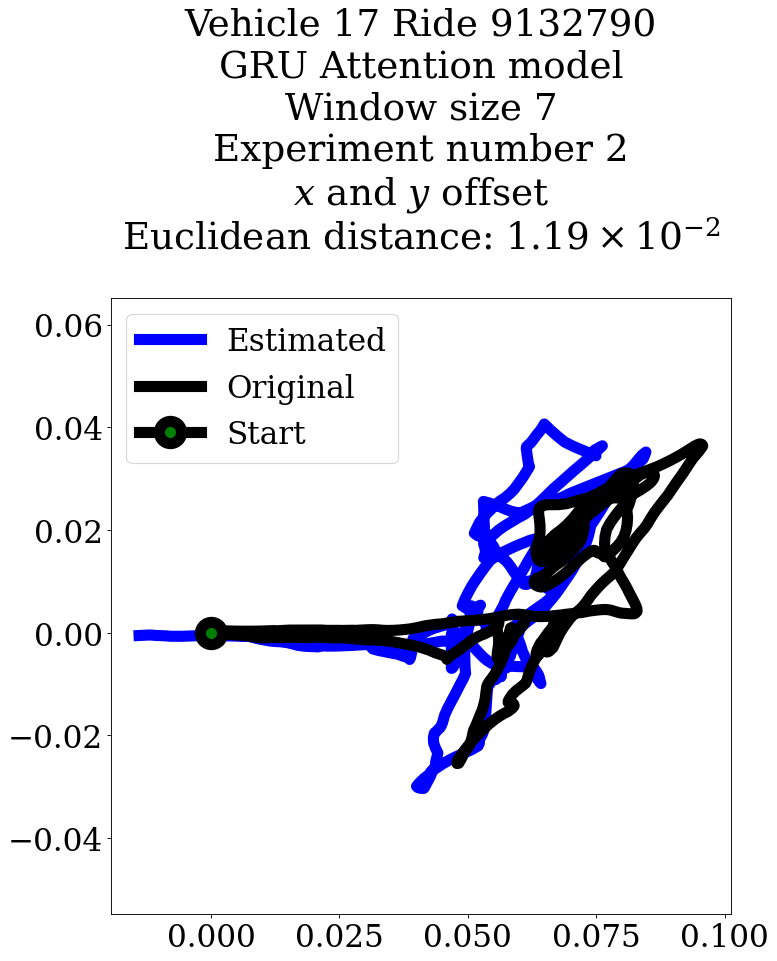 Vehicle 17 Ride 9132790
GRU Attention model
Window size 7
Experiment number 2
x and y offset
Euclidean distance: 1.19 × 10⁻²
Estimated
Original
Start
0.06
0.04
0.02
0.00
−0.02
−0.04
0.000 0.025 0.050 0.075 0.100